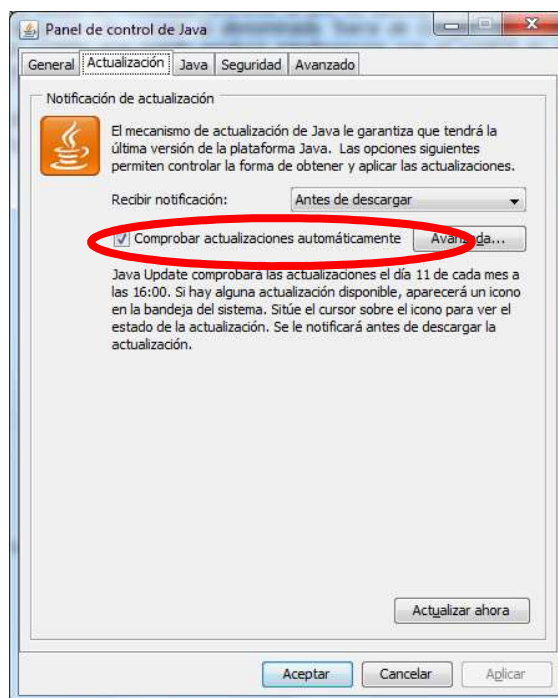 Panel de control de Java
General Actualización Java Seguridad Avanzado
Notificación de actualización
El mecanismo de actualización de Java le garantiza que tendrá la
última versión de la plataforma Java. Las opciones siguientes
permiten controlar la forma de obtener y aplicar las actualizaciones.
Recibir notificación: Antes de descargar
Comprobar actualizaciones automáticamente Avanzada...
Java Update comprobará las actualizaciones el día 11 de cada mes a
las 16:00. Si hay alguna actualización disponible, aparecerá un icono
en la bandeja del sistema. Sitúe el cursor sobre el icono para ver el
estado de la actualización. Se le notificará antes de descargar la
actualización.
Actualizar ahora
Aceptar Cancelar Aplicar